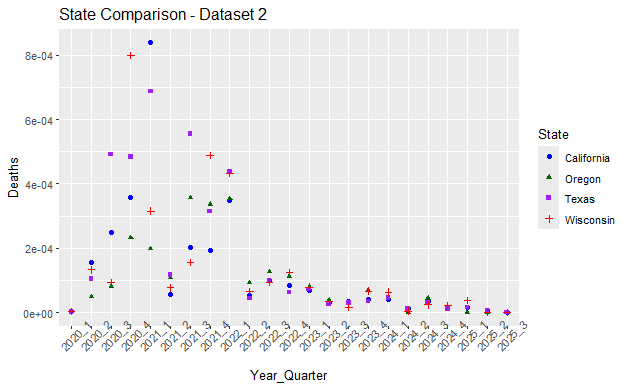 State Comparison - Dataset 2
8e-04
6e-04
4e-04
2e-04
0e+00
Deaths
2020_1
2020_2
2020_3
2020_4
2021_1
2021_2
2021_3
2021_4
2022_1
2022_2
2022_3
2022_4
2023_1
2023_2
2023_3
2023_4
2024_1
2024_2
2024_3
2024_4
2025_1
2025_2
2025_3
Year_Quarter
State
California
Oregon
Texas
Wisconsin